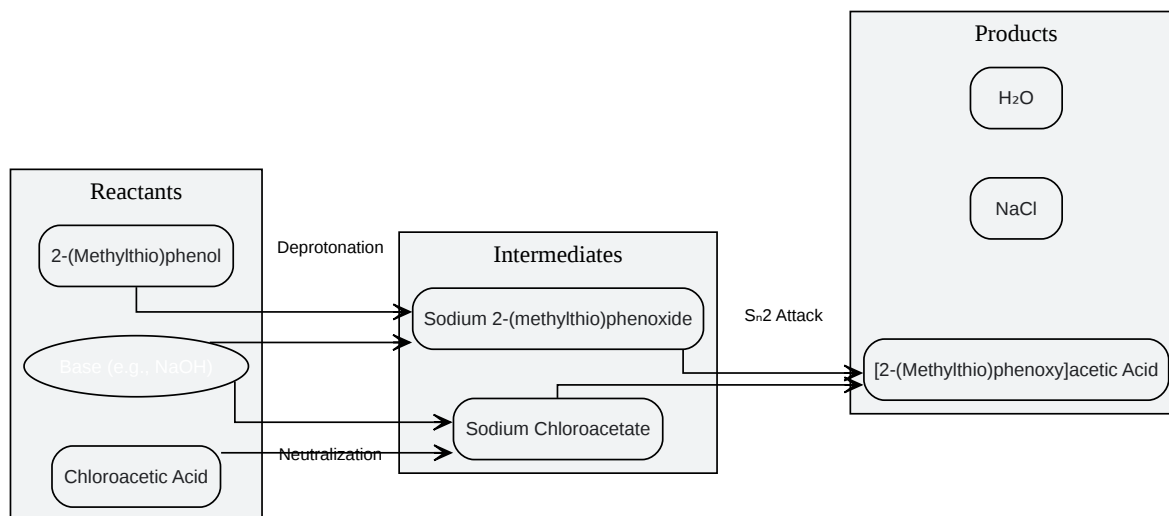 Products
H₂O
NaCl
[2-(Methylthio)phenoxy]acetic Acid
Reactants
2-(Methylthio)phenol
Base (e.g., NaOH)
Chloroacetic Acid
Deprotonation
Neutralization
Intermediates
Sodium 2-(methylthio)phenoxide
Sodium Chloroacetate
Sₙ2 Attack